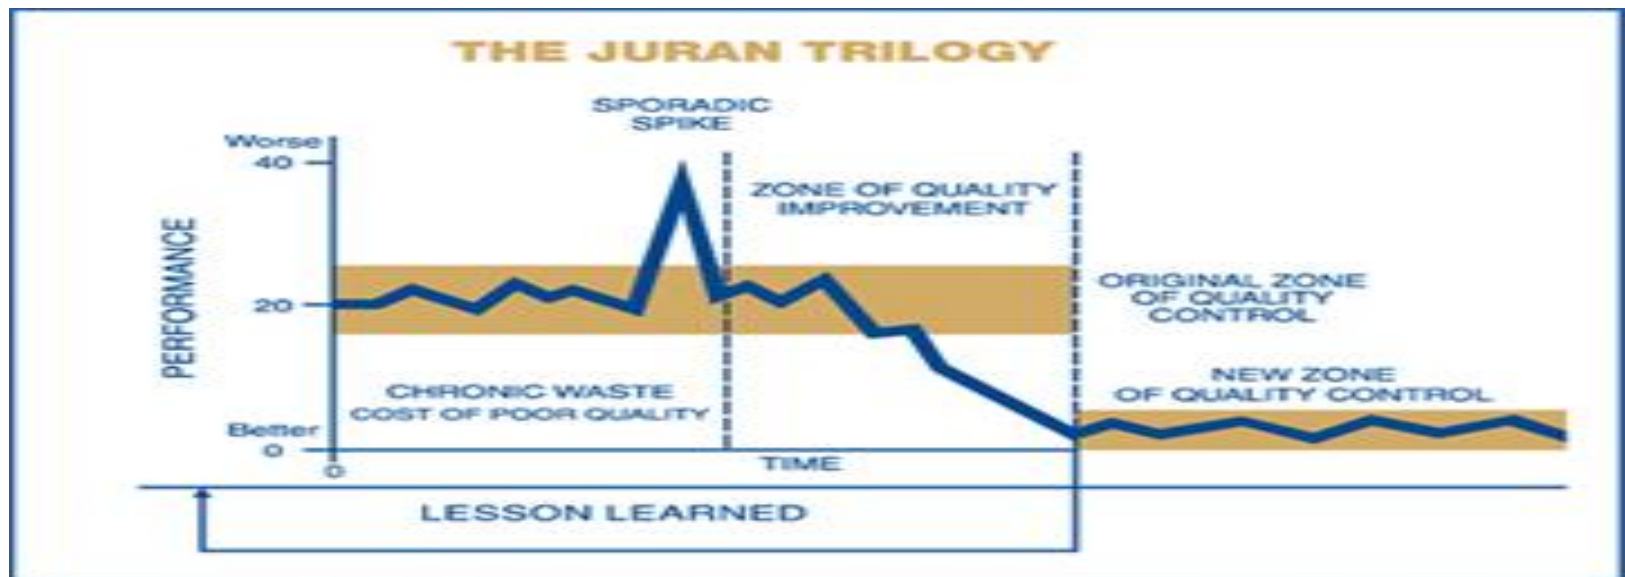 THE JURAN TRILOGY
SPORADIC
SPIKE
Worse
40
ZONE OF QUALITY
IMPROVEMENT
PERFORMANCE
ORIGINAL ZONE
OF QUALITY
CONTROL
20
NEW ZONE
OF QUALITY CONTROL
CHRONIC WASTE
COST OF POOR QUALITY
Better
0
0
TIME
LESSON LEARNED